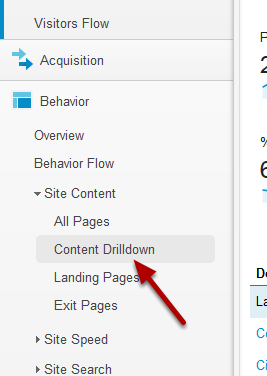 Visitors Flow
Acquisition
Behavior
Overview
Behavior Flow
Site Content
All Pages
Content Drilldown
Landing Pages
Exit Pages
Site Speed
Site Search
P
2
%
6
De
La
Co
Ci